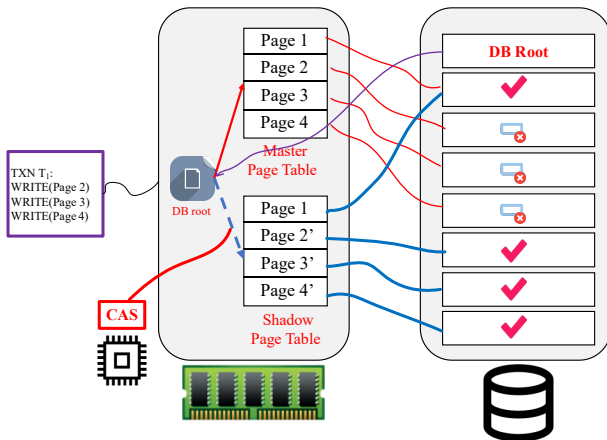 TXN T₁:
WRITE(Page 2)
WRITE(Page 3)
WRITE(Page 4)
Page 1
Page 2
Page 3
Page 4
Master
Page Table
DB root
Page 1
Page 2’
Page 3’
Page 4’
Shadow
Page Table
CAS
DB Root